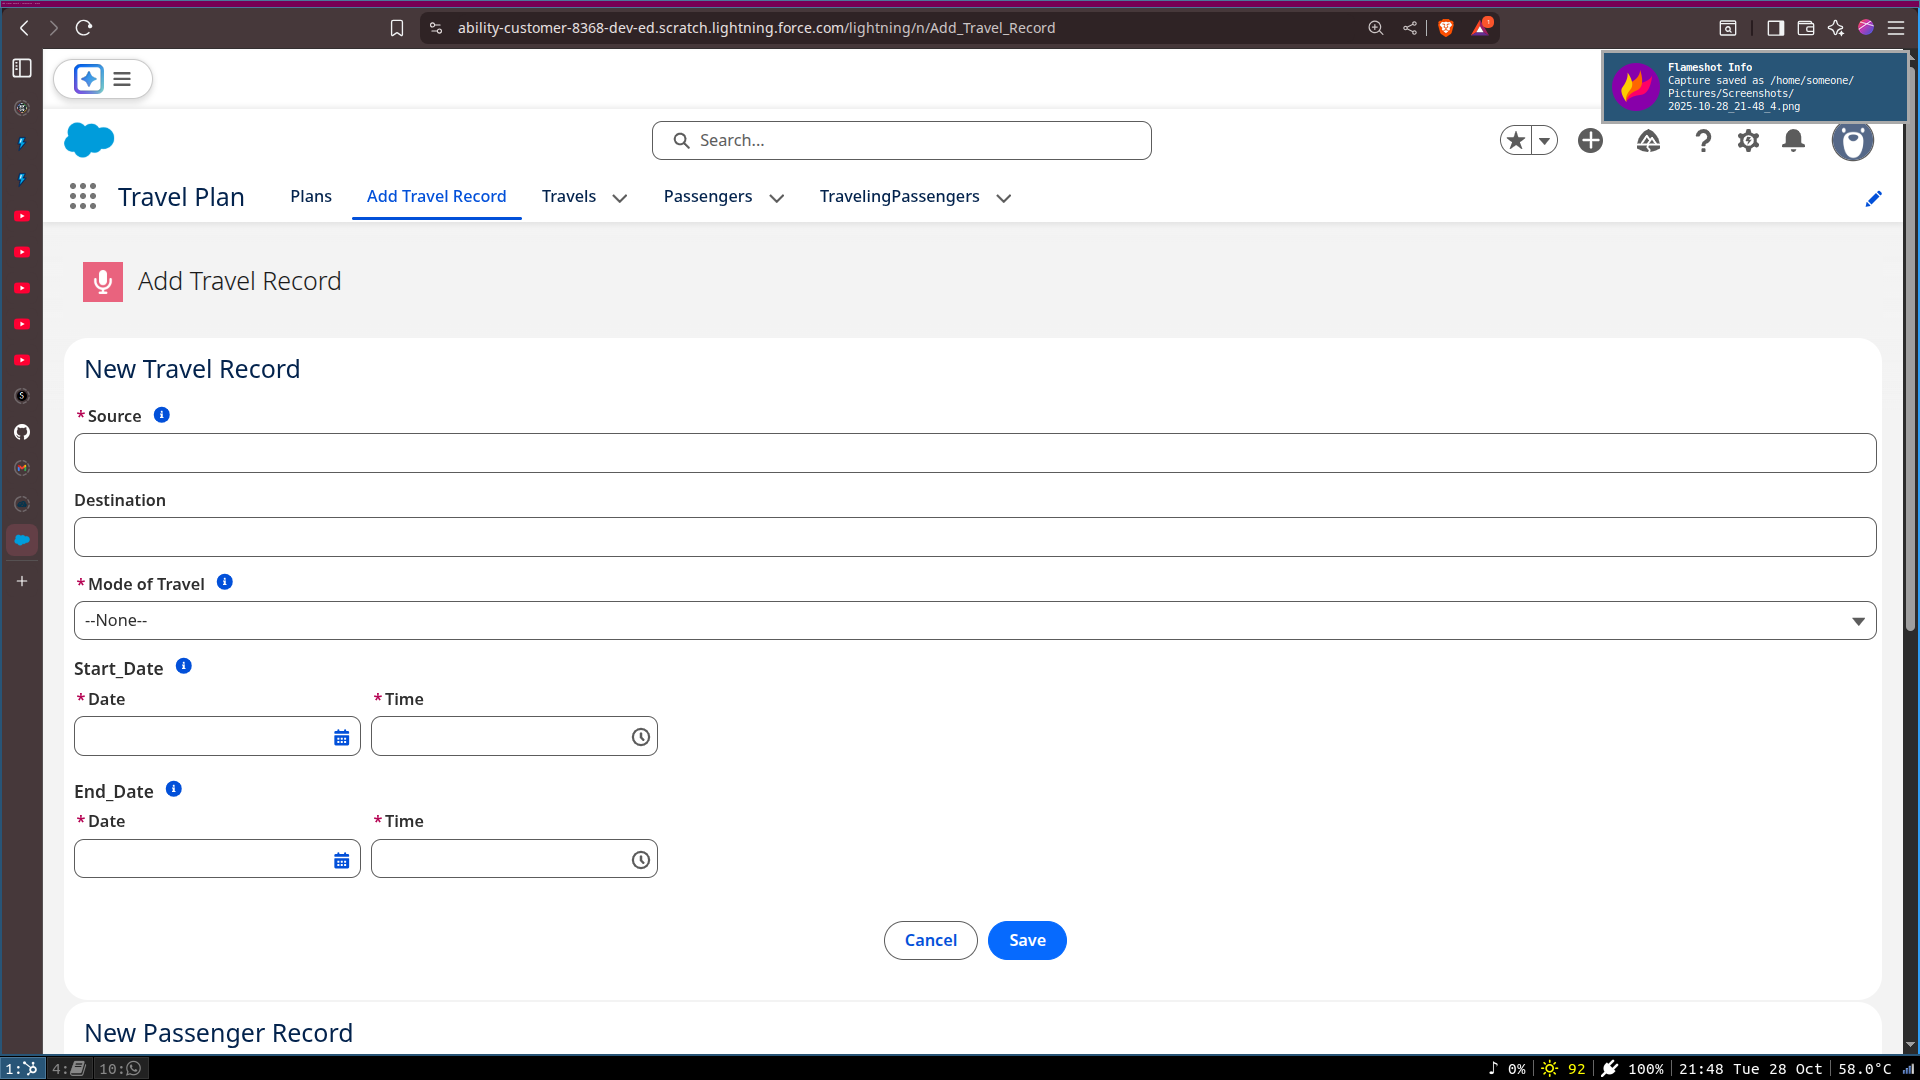 ability-customer-8368-dev-ed.scratch.lightning.force.com/lightning/n/Add_Travel_Record
1
Flameshot Info
Capture saved as /home/someone/
Pictures/Screenshots/
2025-10-28_21-48_4.png
Search...
Travel Plan
Plans
Add Travel Record
Travels
Passengers
TravelingPassengers
Add Travel Record
New Travel Record
*Source
Destination
*Mode of Travel
--None--
Start_Date
*Date
*Time
End_Date
*Date
*Time
Cancel
Save
New Passenger Record
1:
4:
10:
0%
92
100%
21:48 Tue 28 Oct
58.0°C